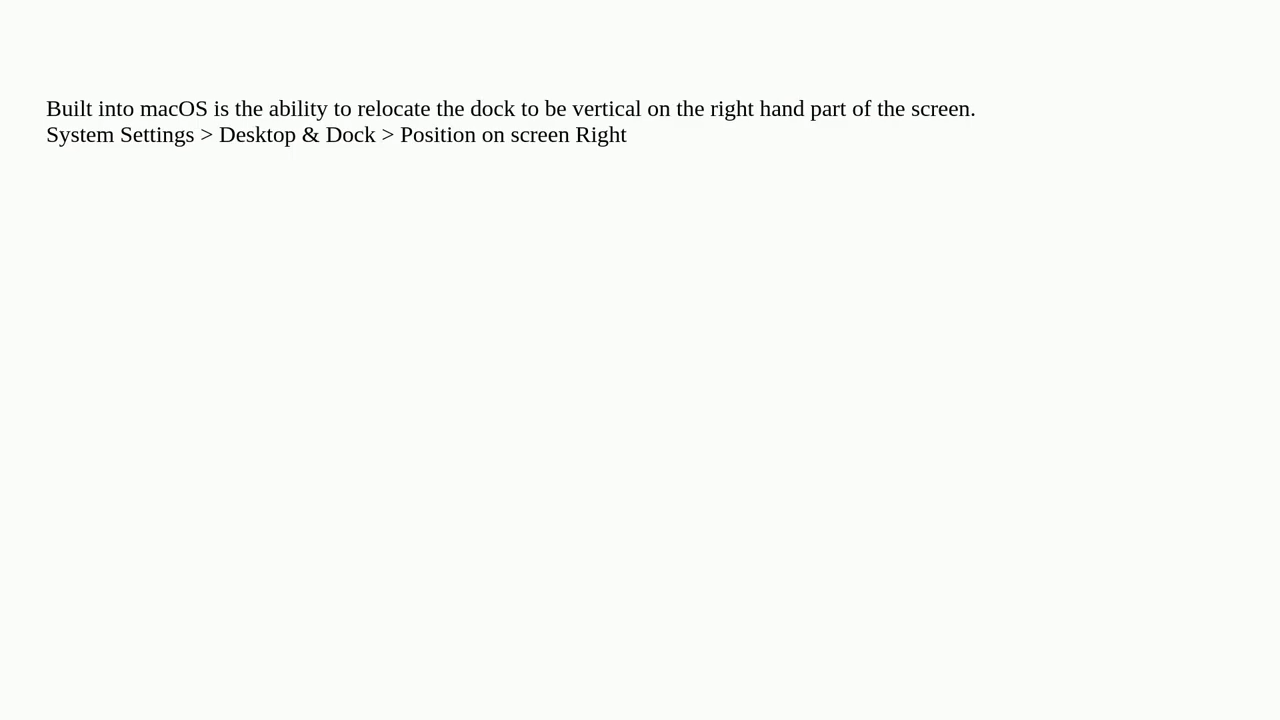 Built into macOS is the ability to relocate the dock to be vertical on the right hand part of the screen.
System Settings > Desktop & Dock > Position on screen Right